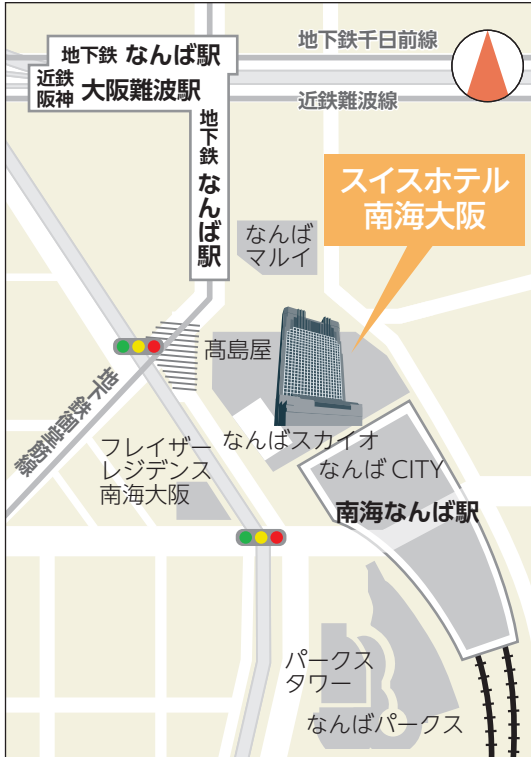 地下鉄 なんば駅
近鉄
阪神 大阪難波駅
地下鉄 なんば駅
地下鉄千日前線
近鉄難波線
スイスホテル
南海大阪
なんば
マルイ
髙島屋
地下鉄御堂筋線
なんばスカイオ
フレイザー
レジデンス
南海大阪
なんばCITY
南海なんば駅
パークス
タワー
なんばパークス